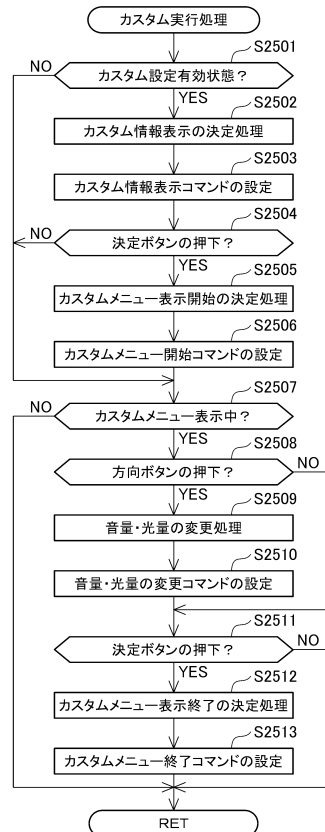 カスタム実行処理
S2501
NO
カスタム設定有効状態？
YES
S2502
カスタム情報表示の決定処理
S2503
カスタム情報表示コマンドの設定
S2504
NO
決定ボタンの押下？
YES
S2505
カスタムメニュー表示開始の決定処理
S2506
カスタムメニュー開始コマンドの設定
S2507
NO
カスタムメニュー表示中？
YES
S2508
方向ボタンの押下？
NO
YES
S2509
音量・光量の変更処理
S2510
音量・光量の変更コマンドの設定
S2511
決定ボタンの押下？
NO
YES
S2512
カスタムメニュー表示終了の決定処理
S2513
カスタムメニュー終了コマンドの設定
RET